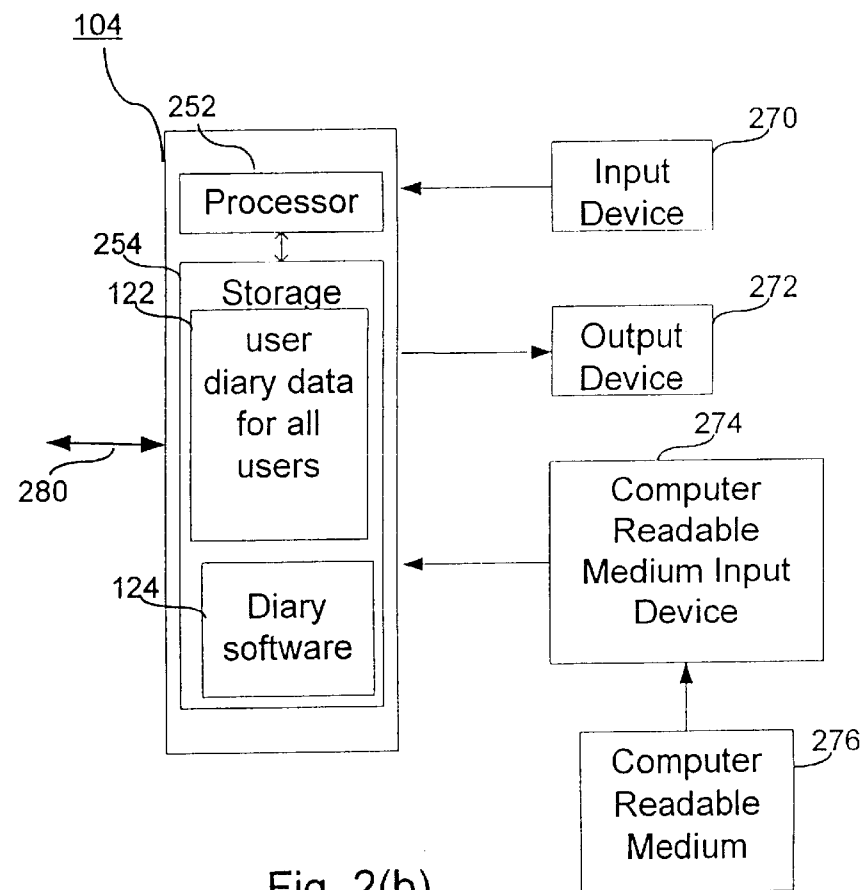 104
252
270
Processor
Input
Device
254
Storage
122
user
diary data
for all
users
272
Output
Device
280
274
Computer
Readable
Medium Input
Device
124
Diary
software
276
Computer
Readable
Medium
Fig. 2(b)